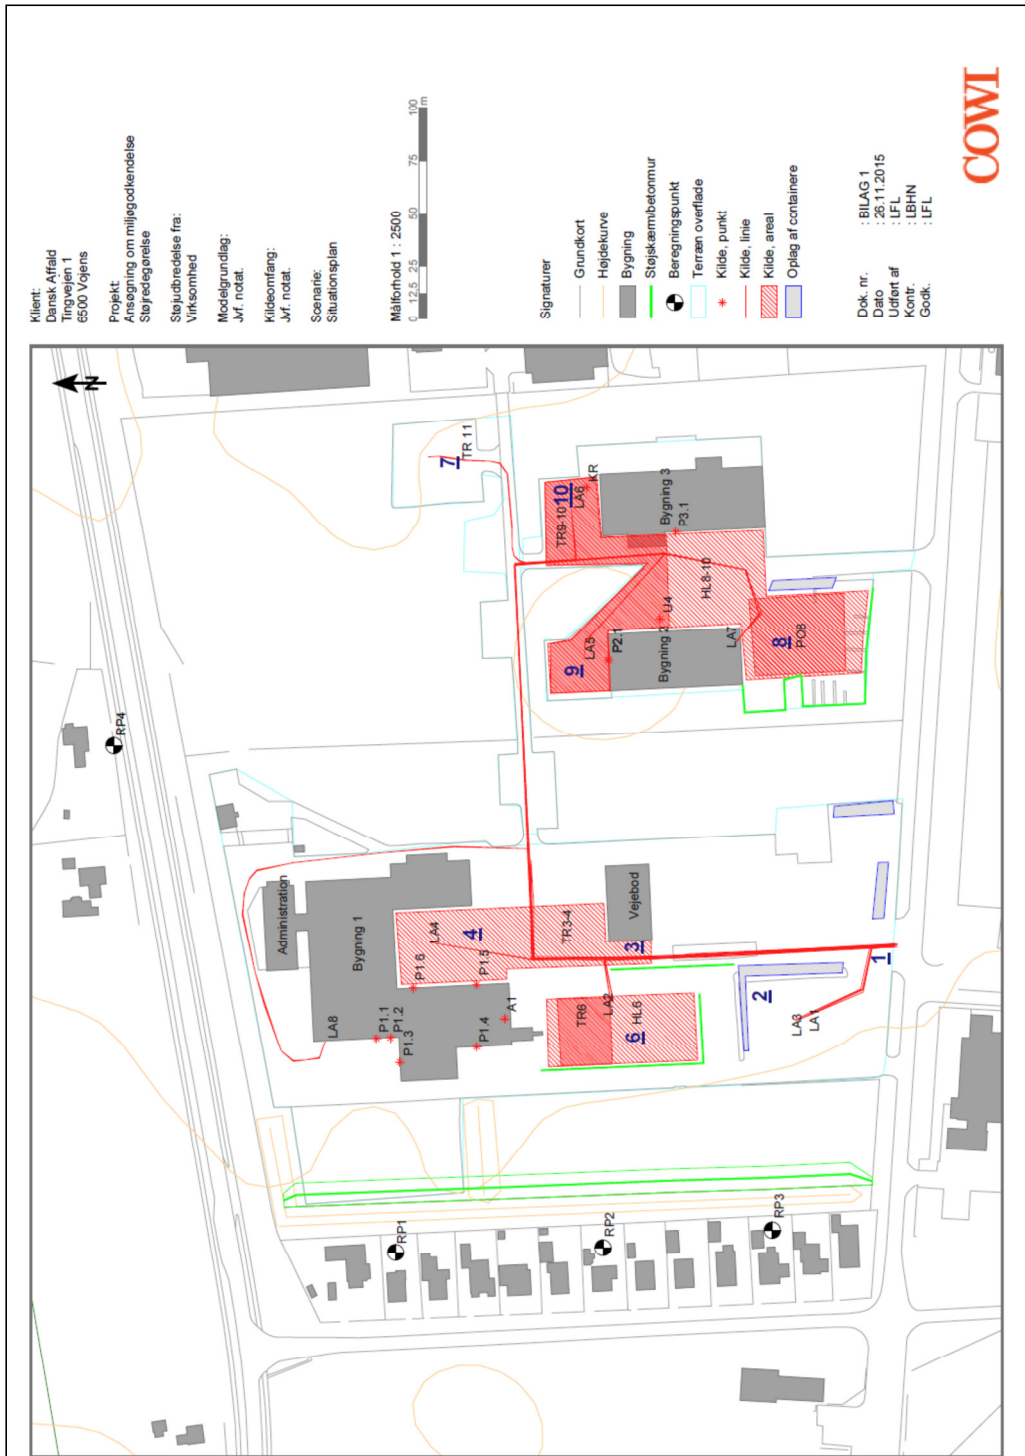 Klient:
Dansk Affald
Tingvejen 1
6500 Vojens
Projekt:
Ansøgning om miljøgodkendelse
Støjredegørelse
Støjudbredelse fra:
Virksomhed
Modelgrundlag:
Jvf. notat.
Kildeomfang:
Jvf. notat.
Scenarie:
Situationsplan
Målforhold 1 : 2500
0 12,5 25 50 75 100
m
Signaturer
Grundkort
Højdekurve
Bygning
Støjskærmbetonmur
Beregningspunkt
Terræn overflade
Kilde, punkt
Kilde, linie
Kilde, areal
Oplag af containere
Dok. nr. : BILAG 1
Dato : 26.11.2015
Udført af : LFL
Kontr. : LBHN
Godk. : LFL
COWI
N
RP4
7
TR 11
Administration
Bygnng 1
LA8
P1.1
P1.2
P1.3
P1.4
P1.5
P1.6
A1
LA4
4
TR3-4
Vejebod
3
TR6
LA2
HL6
6
2
1
LA3
LA1
9
LA5
P2.1
Bygning 2
U4
TR9-10
10
LA6
KR
Bygning 3
P3.1
HL8-10
LA7
8
PO8
RP1
RP2
RP3